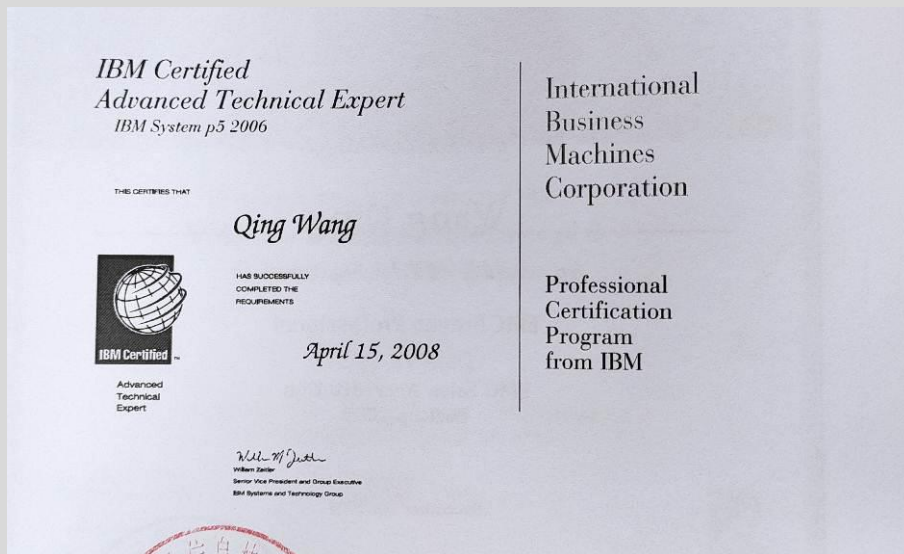 IBM Certified
Advanced Technical Expert
IBM System p5 2006
THIS CERTIFIES THAT
Qing Wang
HAS SUCCESSFULLY
COMPLETED THE
REQUIREMENTS
April 15, 2008
IBM Certified
Advanced
Technical
Expert
William Zeitler
Senior Vice President and Group Executive
IBM Systems and Technology Group
International
Business
Machines
Corporation
Professional
Certification
Program
from IBM